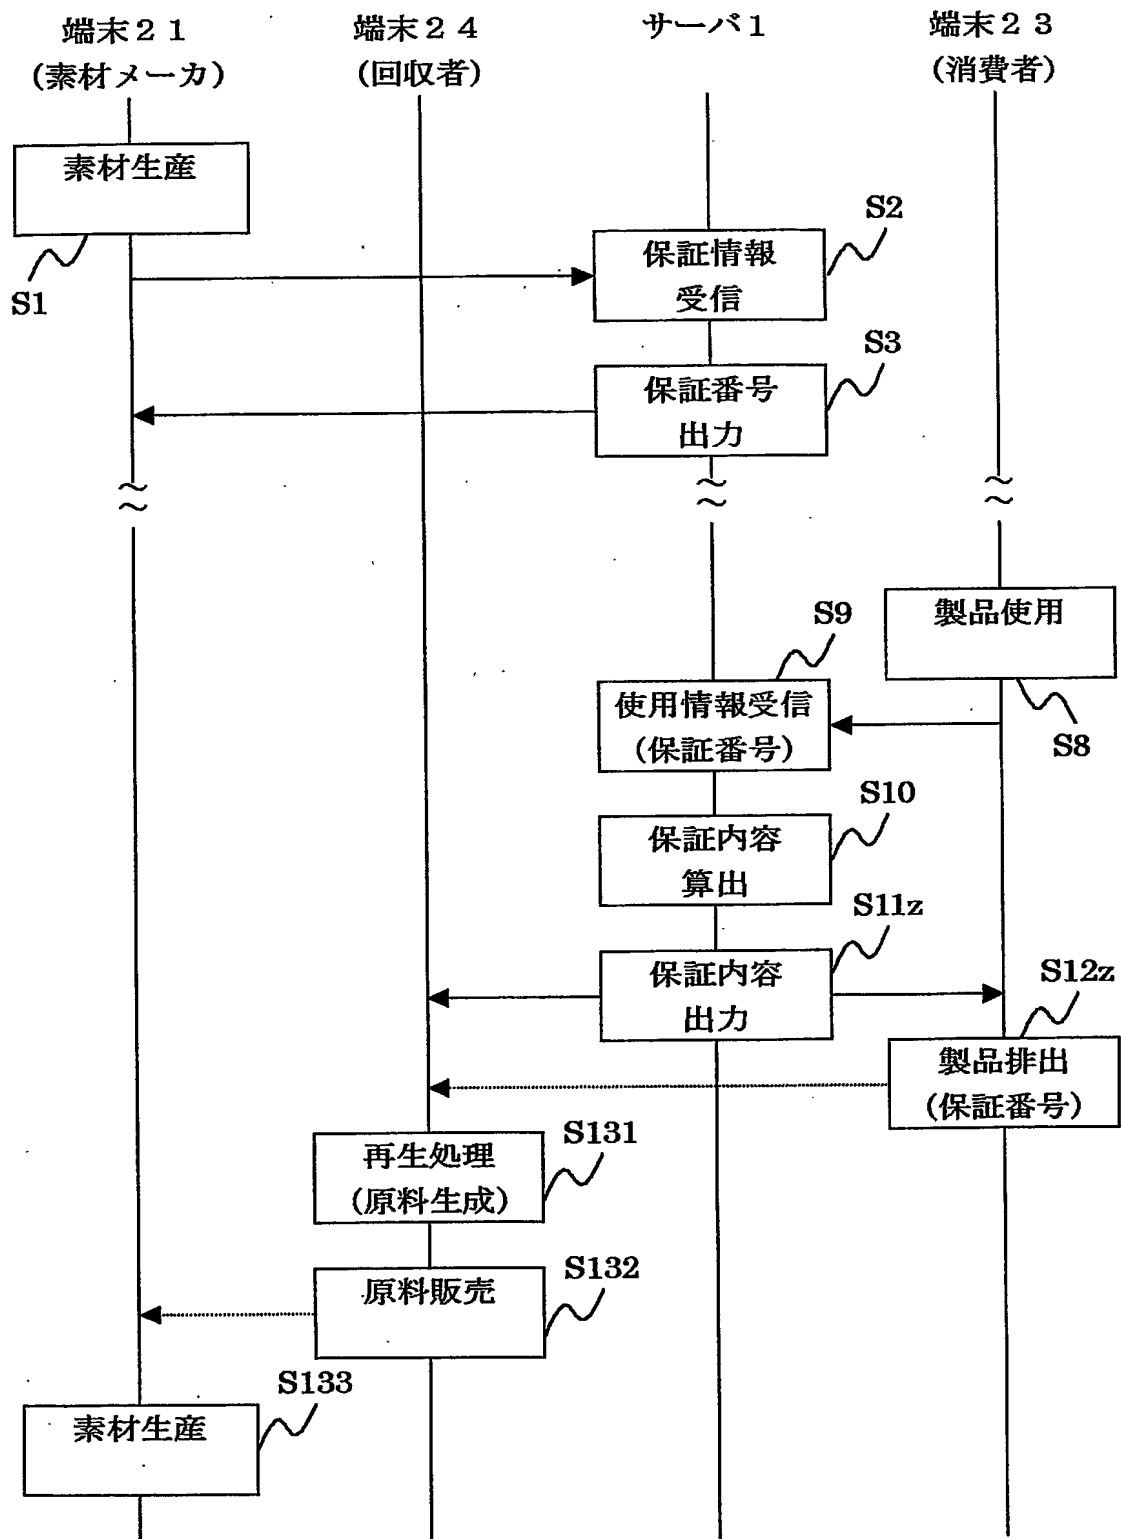 端末２１
(素材メーカ)
端末２４
(回収者)
サーバ１
端末２３
(消費者)
素材生産
S1
S2
保証情報
受信
S3
保証番号
出力
製品使用
S8
S9
使用情報受信
(保証番号)
S10
保証内容
算出
S11z
保証内容
出力
S12z
製品排出
(保証番号)
S131
再生処理
(原料生成)
S132
原料販売
S133
素材生産